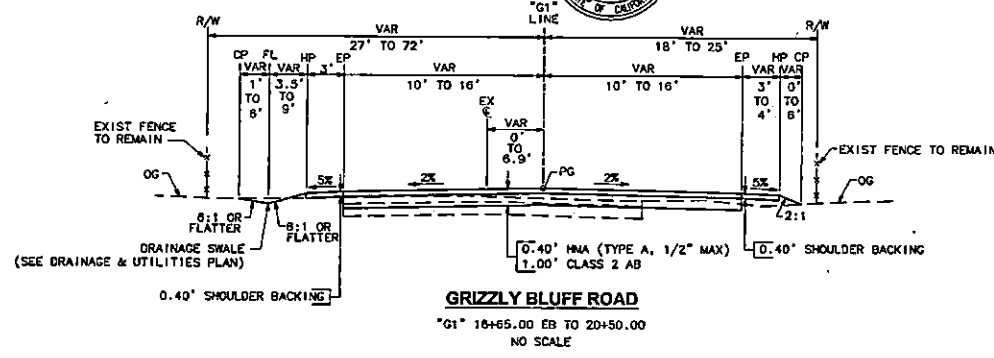 STATE OF CALIFORNIA
"G1"
LINE
R/W
VAR
27' TO 72'
VAR
18' TO 25'
R/W
CP
FL
HP
3'
EP
VAR
1'
TO
6'
VAR
3.5'
TO
9'
VAR
10' TO 16'
VAR
10' TO 16'
EP
HP
CP
VAR
3'
TO
4'
VAR
0'
TO
6'
EX
℄
VAR
0'
TO
6.9'
EXIST FENCE
TO REMAIN
EXIST FENCE TO REMAIN
OG
5%
2%
PG
2%
5%
OG
6:1 OR
FLATTER
6:1 OR
FLATTER
2:1
DRAINAGE SWALE
(SEE DRAINAGE & UTILITIES PLAN)
0.40' HMA (TYPE A, 1/2" MAX)
1.00' CLASS 2 AB
0.40' SHOULDER BACKING
0.40' SHOULDER BACKING
GRIZZLY BLUFF ROAD
"G1" 16+65.00 EB TO 20+50.00
NO SCALE